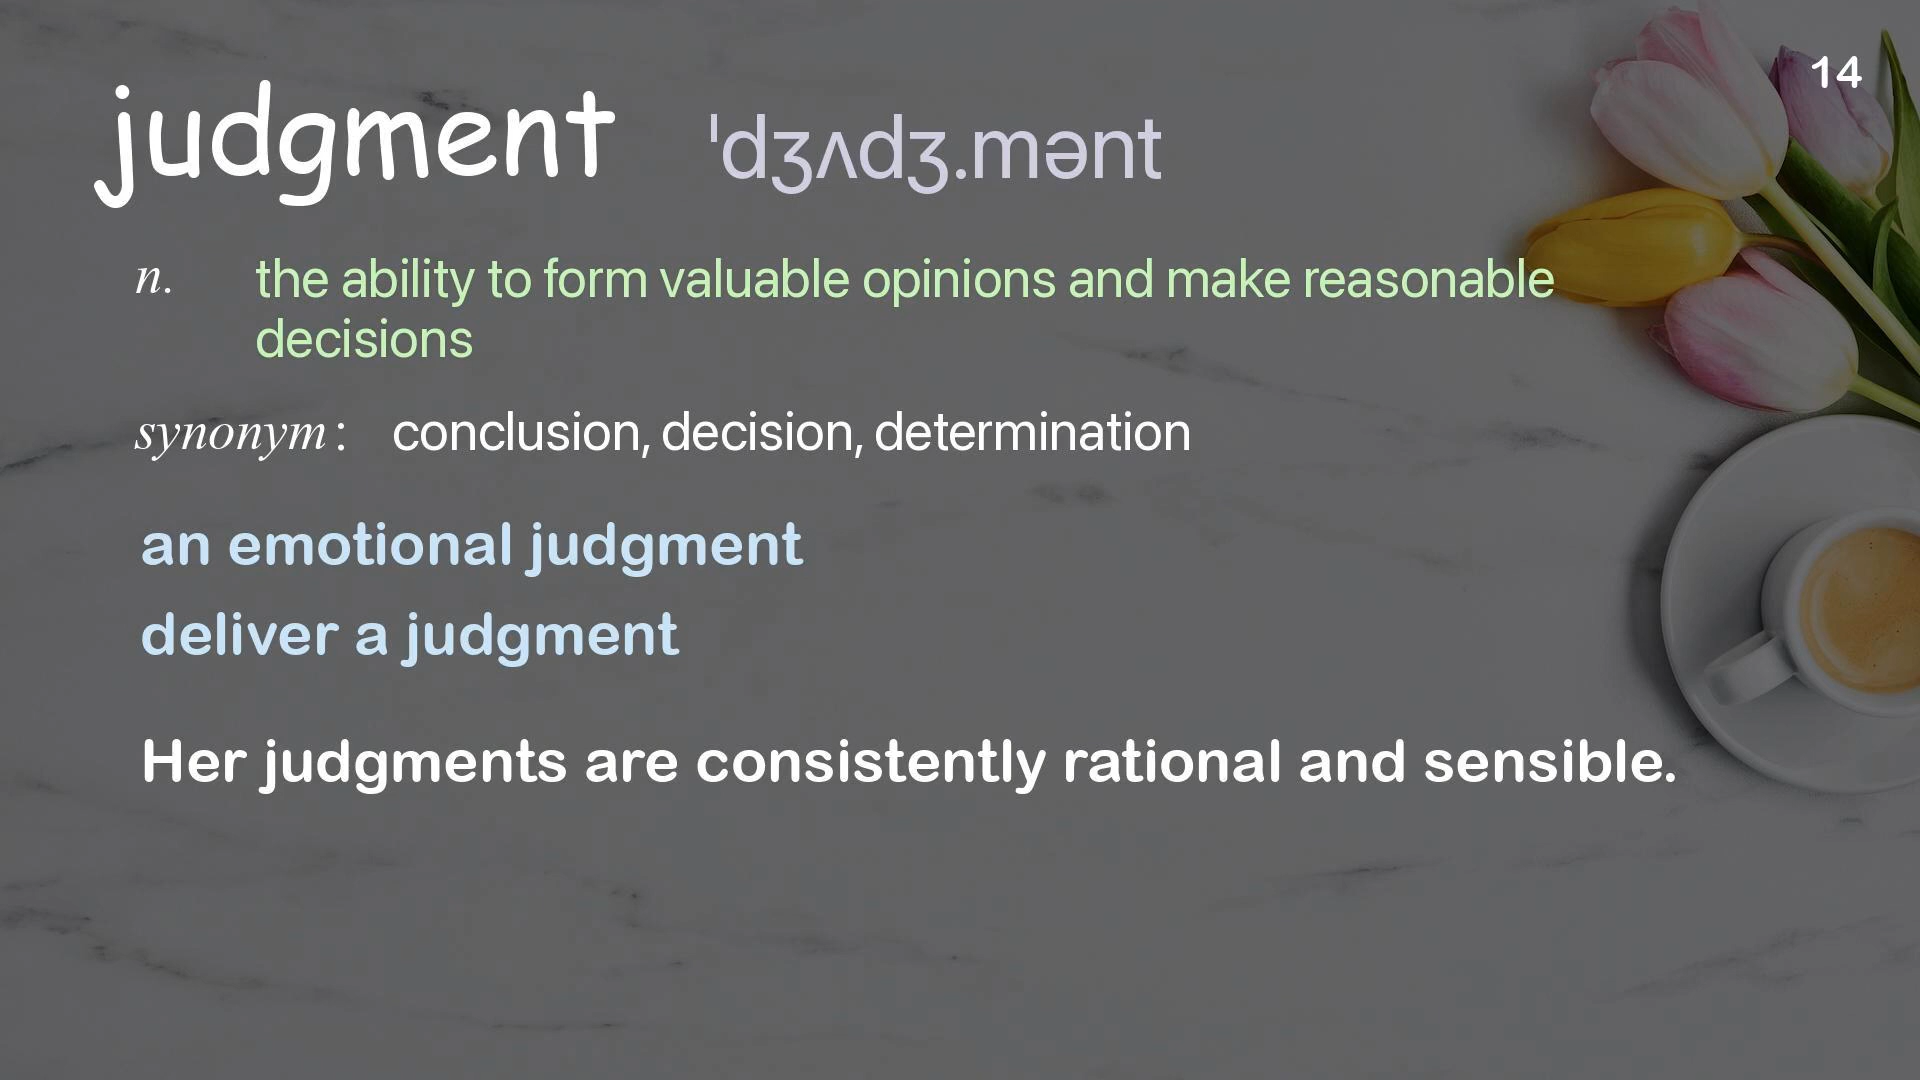 14
judgment ˈdʒʌdʒ.mənt
n. the ability to form valuable opinions and make reasonable
decisions
synonym: conclusion, decision, determination
an emotional judgment
deliver a judgment
Her judgments are consistently rational and sensible.